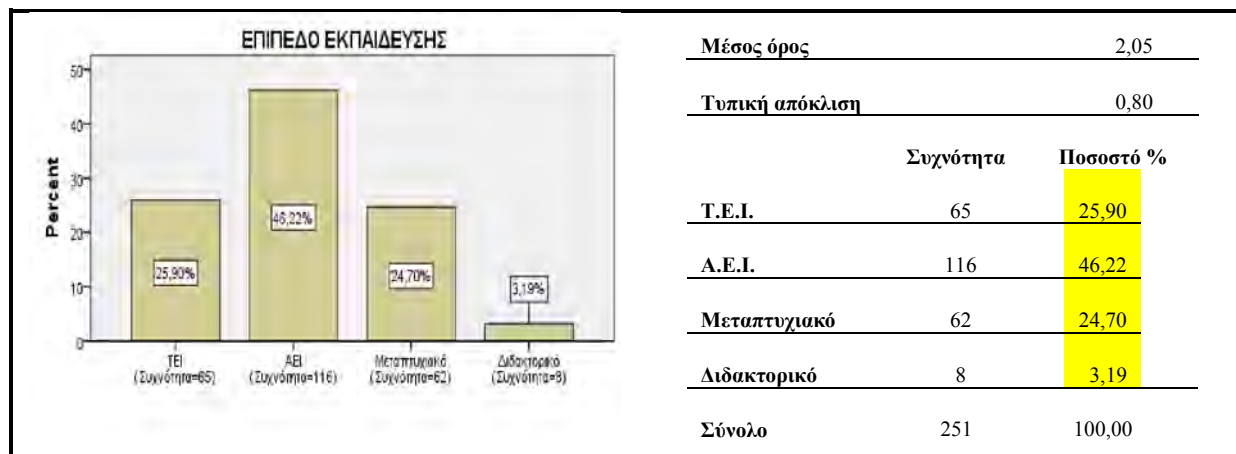 ΕΠΙΠΕΔΟ ΕΚΠΑΙΔΕΥΣΗΣ
Percent
50
40
30
20
10
0
25,90%
46,22%
24,70%
3,19%
ΤΕΙ
(Συχνότητα=65)
ΑΕΙ
(Συχνότητα=116)
Μεταπτυχιακό
(Συχνότητα=62)
Διδακτορικό
(Συχνότητα=8)
Μέσος όρος 2,05
Τυπική απόκλιση 0,80
Συχνότητα Ποσοστό %
Τ.Ε.Ι. 65 25,90
Α.Ε.Ι. 116 46,22
Μεταπτυχιακό 62 24,70
Διδακτορικό 8 3,19
Σύνολο 251 100,00